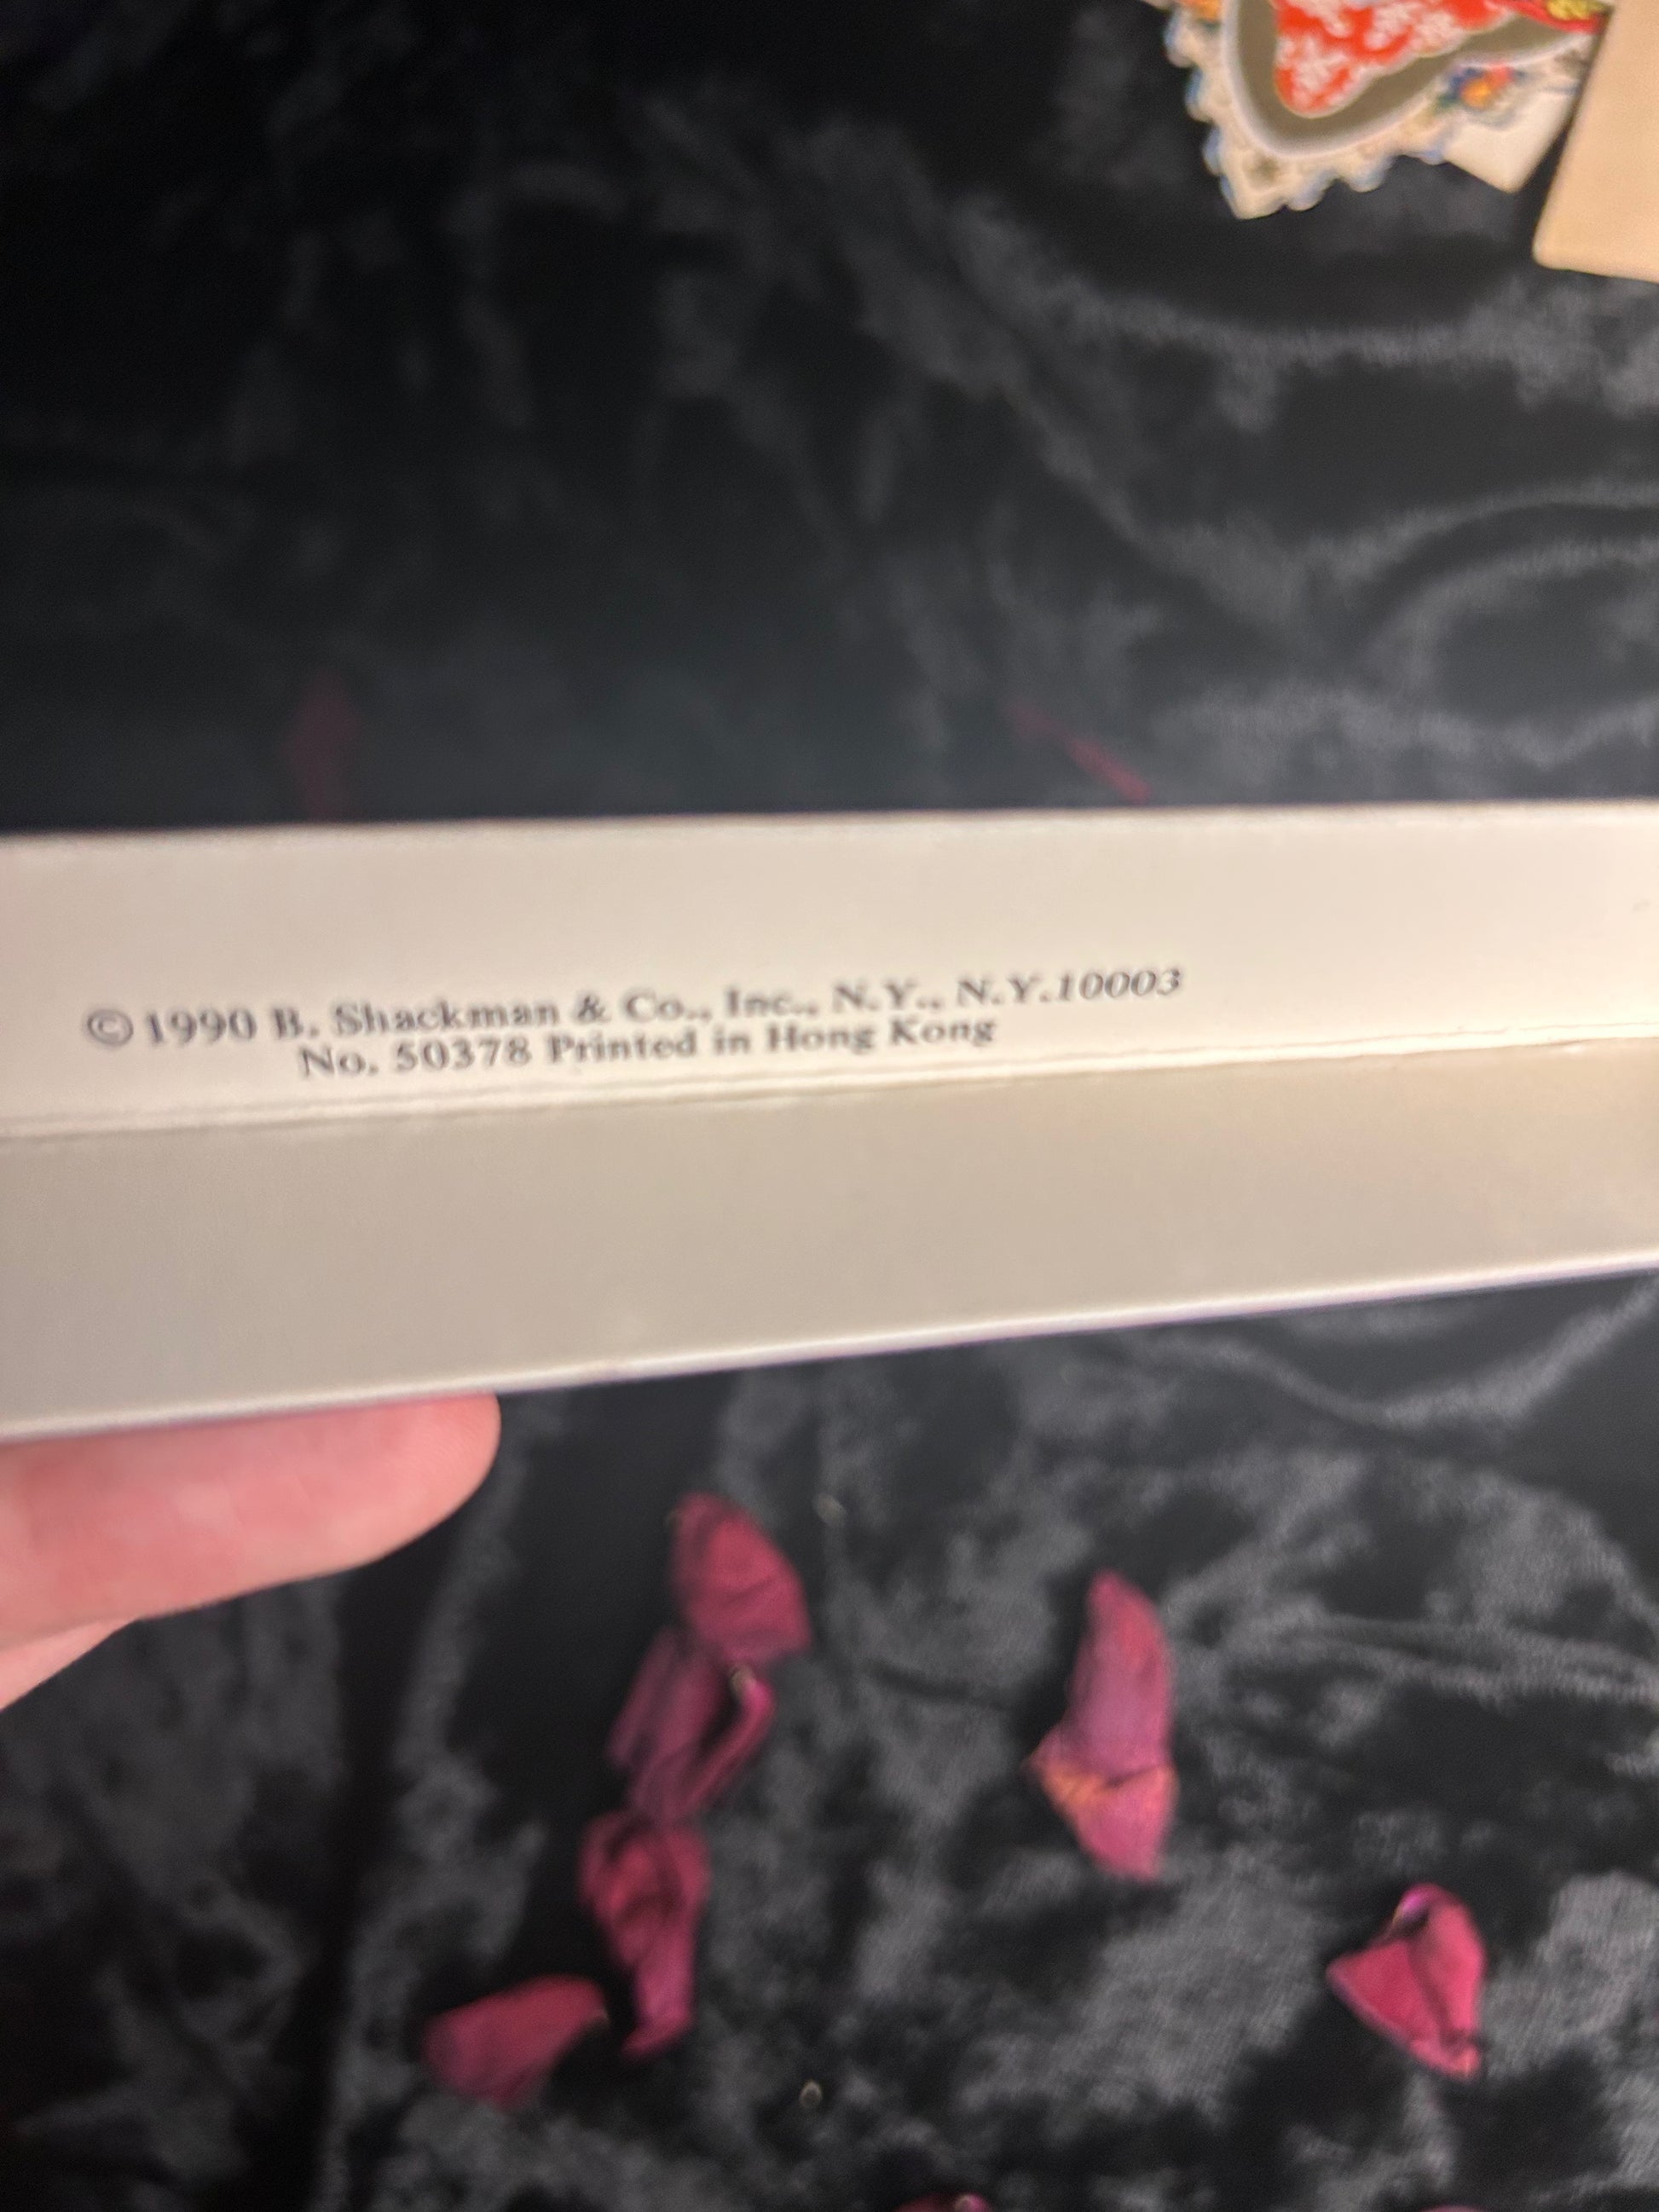 ©1990 B. Shackman & Co., Inc., N.Y., N.Y.10003
No. 50378 Printed in Hong Kong